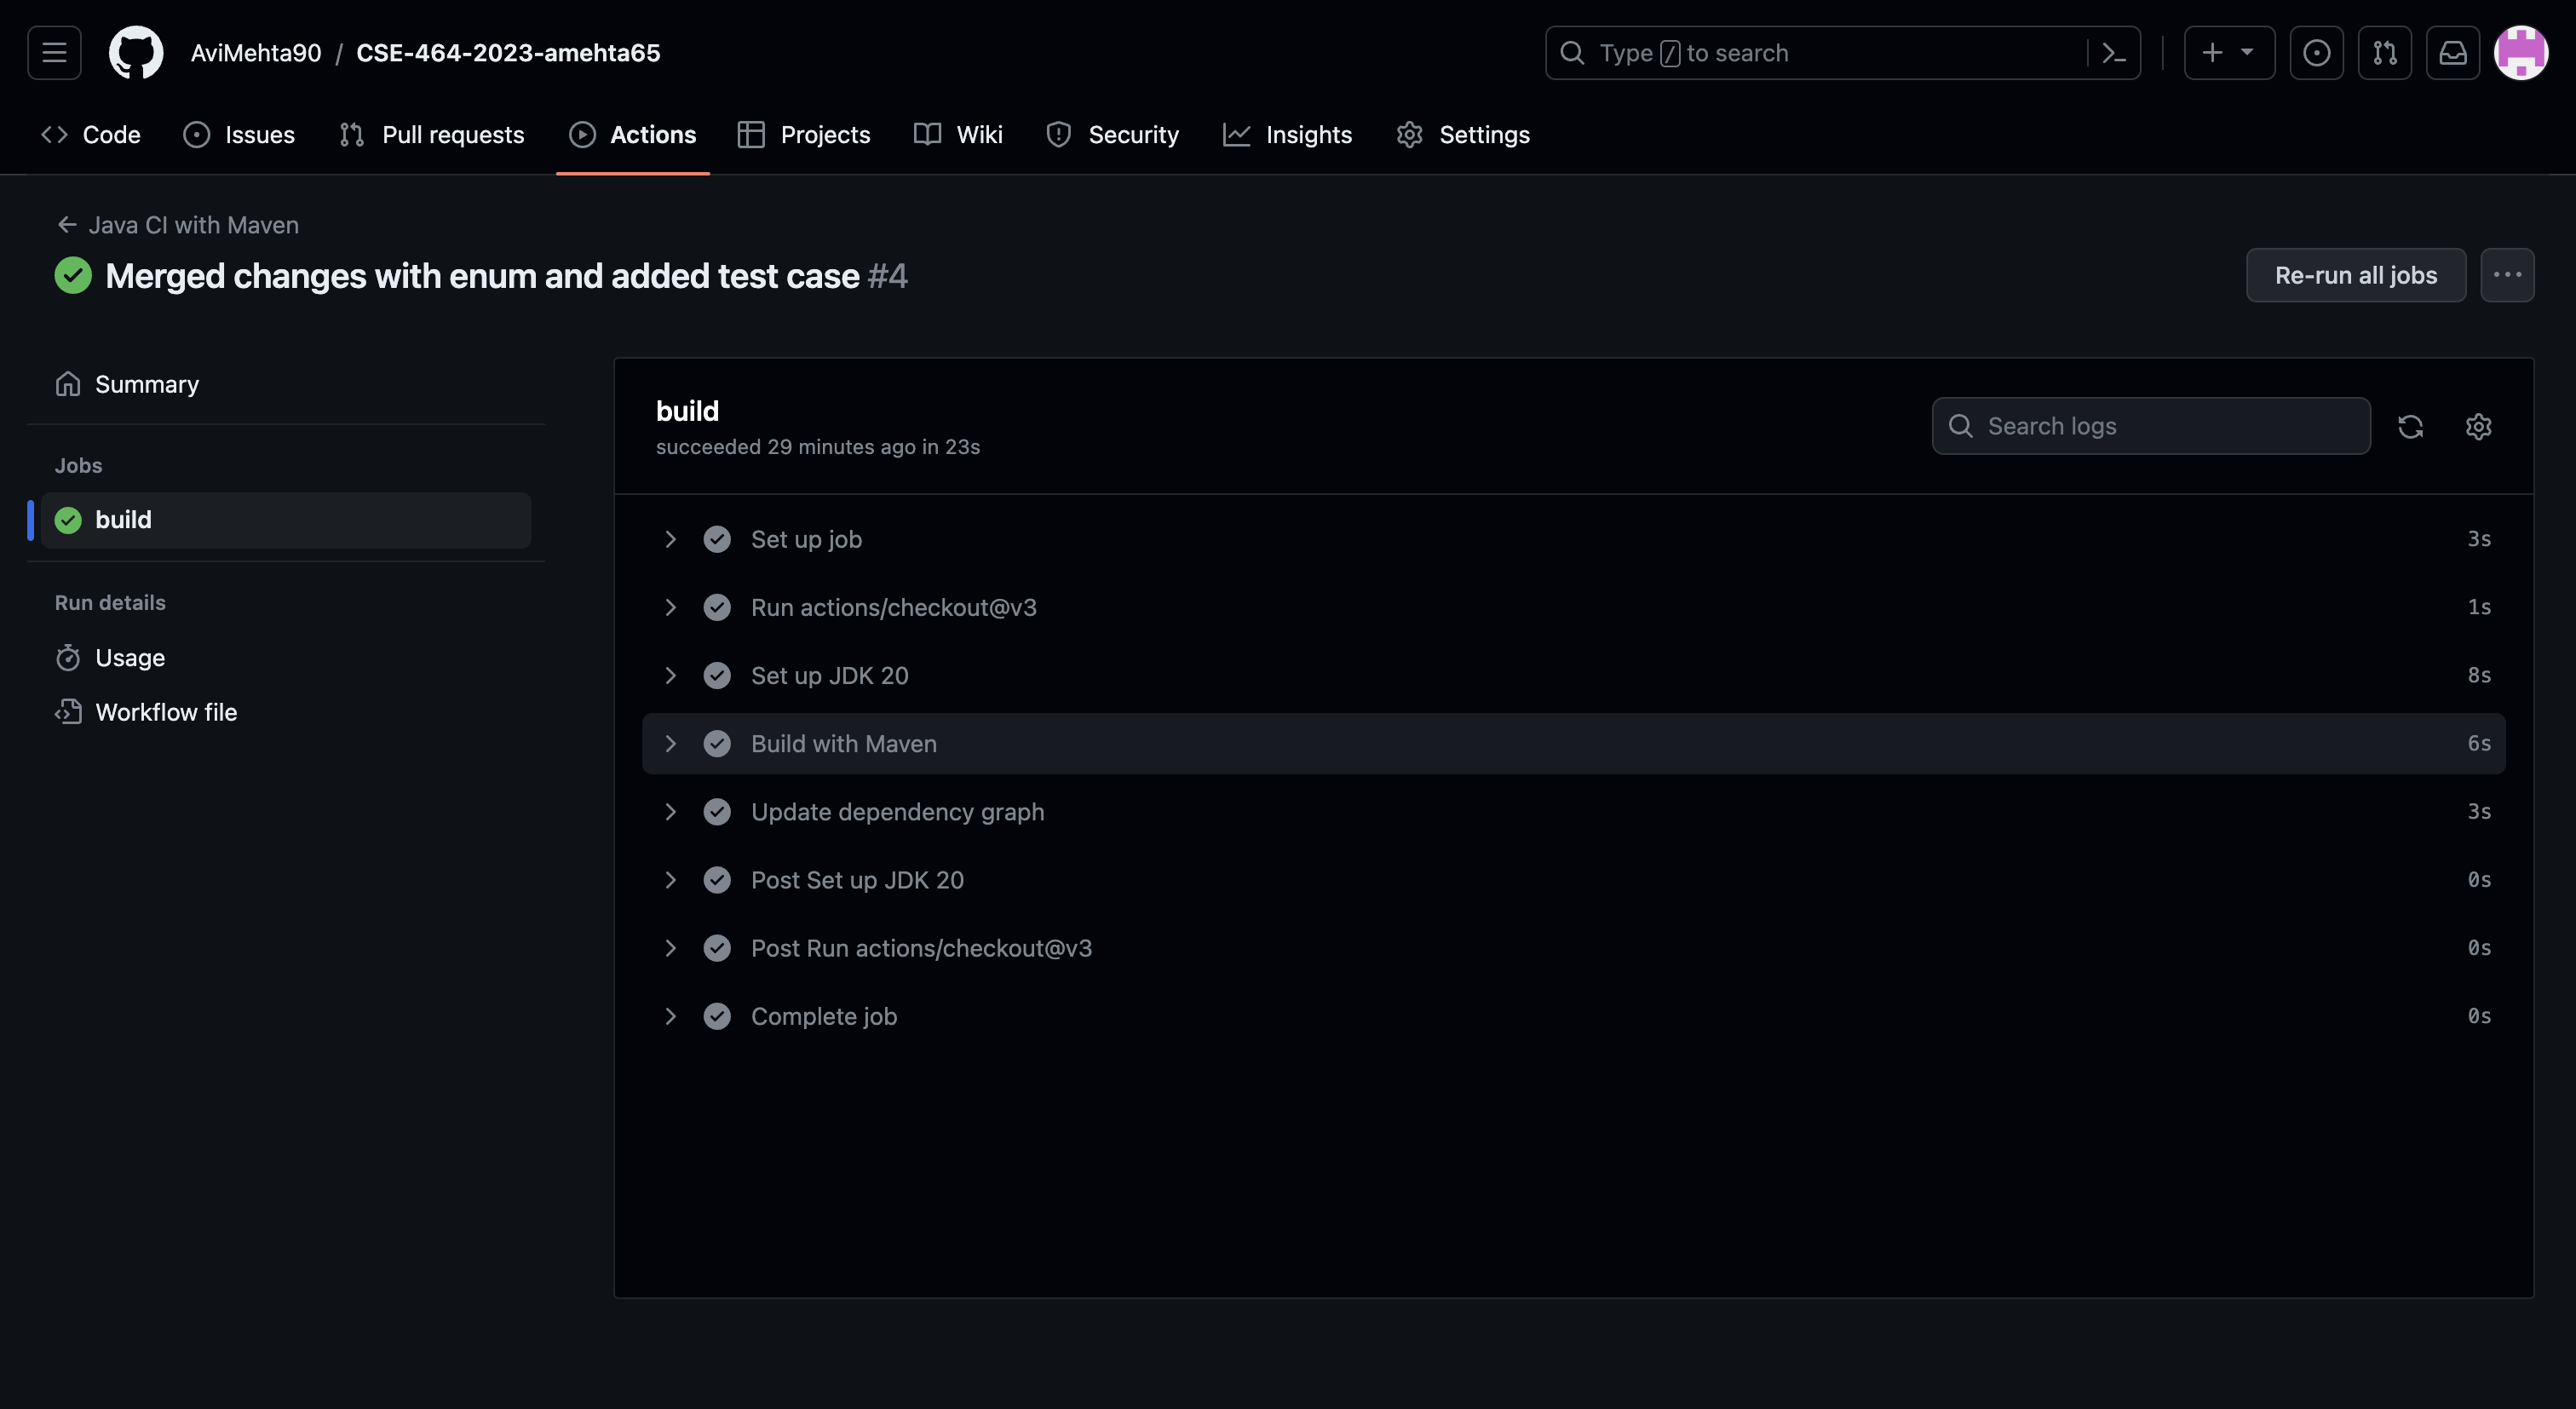 AviMehta90 / CSE-464-2023-amehta65
Type / to search
Code Issues Pull requests Actions Projects Wiki Security Insights Settings
Java CI with Maven
Merged changes with enum and added test case #4
Re-run all jobs
Summary
Jobs
build
Run details
Usage
Workflow file
build
succeeded 29 minutes ago in 23s
Search logs
Set up job 3s
Run actions/checkout@v3 1s
Set up JDK 20 8s
Build with Maven 6s
Update dependency graph 3s
Post Set up JDK 20 0s
Post Run actions/checkout@v3 0s
Complete job 0s